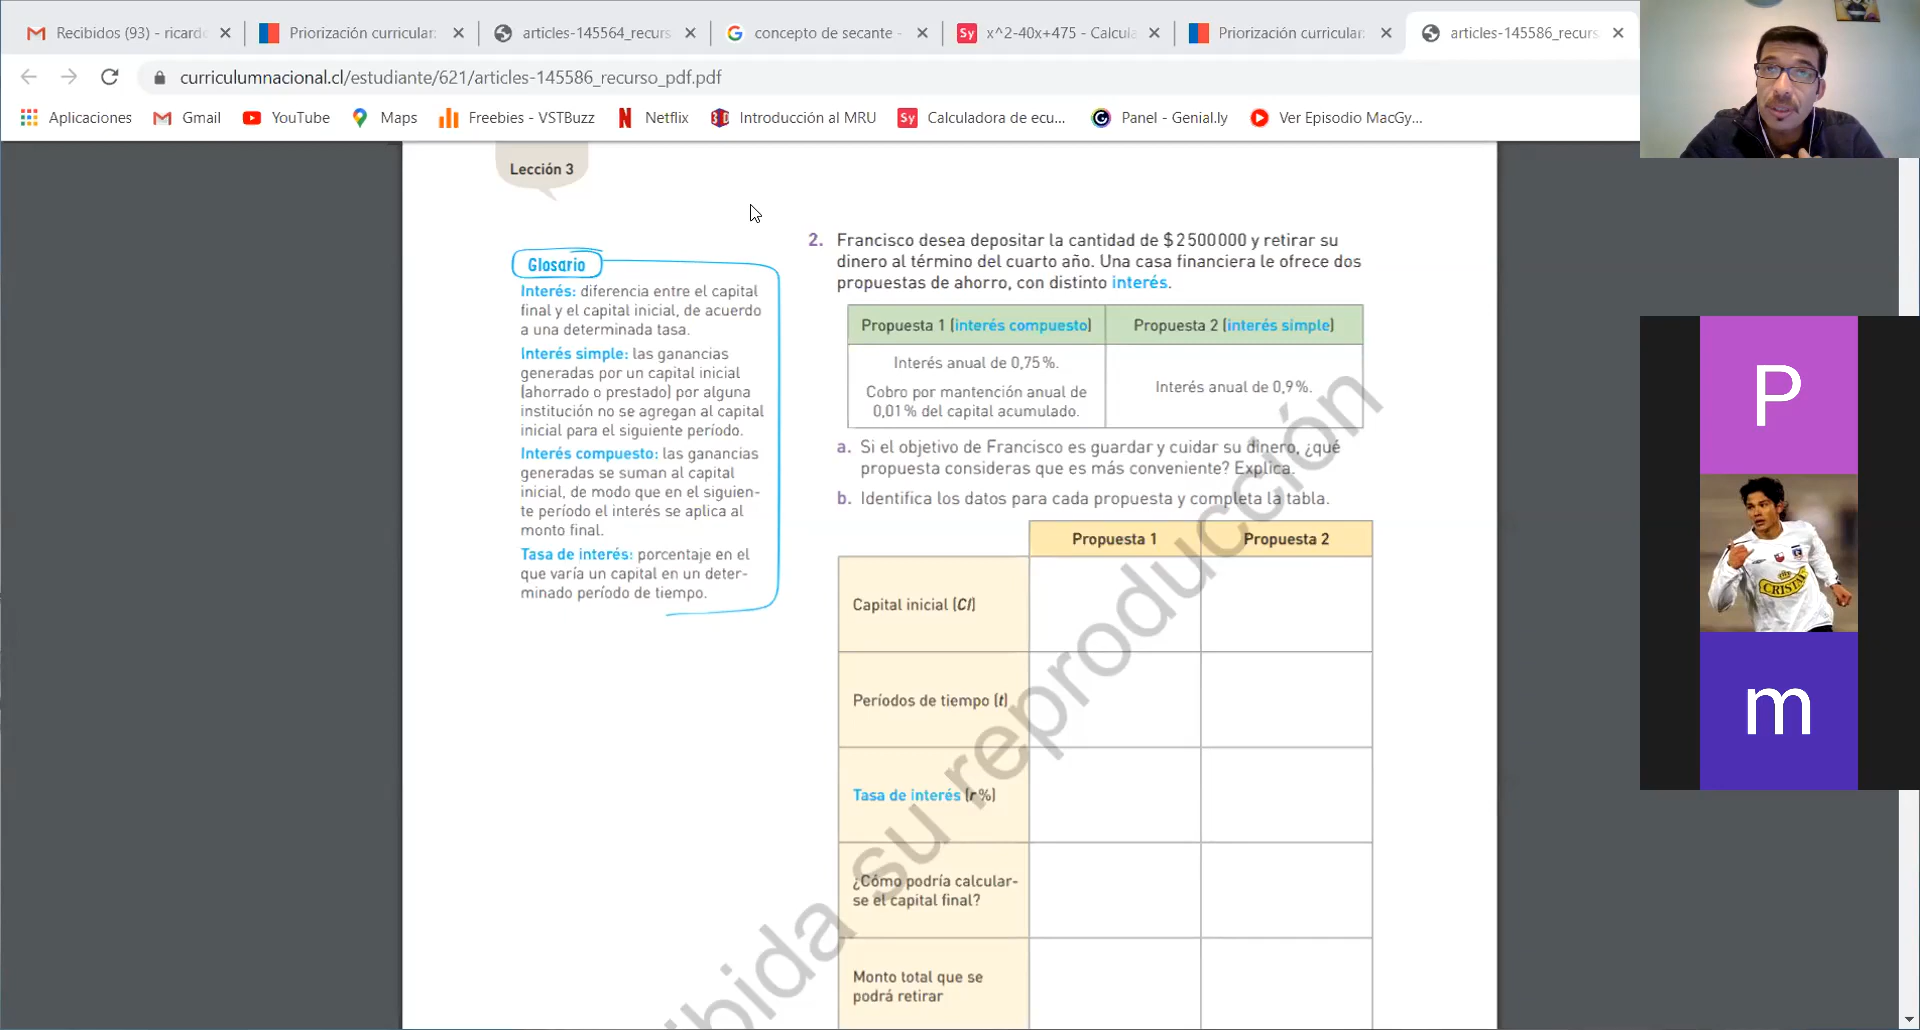 Recibidos (93) - ricard
Priorización curricular
articles-145564_recurs
concepto de secante -
Sy x^2-40x+475 - Calcula
Priorización curricular
articles-145586_recurs
curriculumnacional.cl/estudiante/621/articles-145586_recurso_pdf.pdf
Aplicaciones
Gmail
YouTube
Maps
Freebies - VSTBuzz
Netflix
Introducción al MRU
Sy Calculadora de ecu...
Panel - Genial.ly
Ver Episodio MacGy...
Lección 3
Glosario
Interés: diferencia entre el capital
final y el capital inicial, de acuerdo
a una determinada tasa.
Interés simple: las ganancias
generadas por un capital inicial
(ahorrado o prestado) por alguna
institución no se agregan al capital
inicial para el siguiente período.
Interés compuesto: las ganancias
generadas se suman al capital
inicial, de modo que en el siguien-
te período el interés se aplica al
monto final.
Tasa de interés: porcentaje en el
que varía un capital en un deter-
minado período de tiempo.
2. Francisco desea depositar la cantidad de $2500000 y retirar su
dinero al término del cuarto año. Una casa financiera le ofrece dos
propuestas de ahorro, con distinto interés.
Propuesta 1 (interés compuesto)
Propuesta 2 (interés simple)
Interés anual de 0,75%.
Cobro por mantención anual de
0,01% del capital acumulado.
Interés anual de 0,9%.
a. Si el objetivo de Francisco es guardar y cuidar su dinero, ¿qué
propuesta consideras que es más conveniente? Explica.
b. Identifica los datos para cada propuesta y completa la tabla.
Propuesta 1
Propuesta 2
Capital inicial (CI)
Períodos de tiempo (t)
Tasa de interés (r%)
¿Cómo podría calcular-
se el capital final?
Monto total que se
podrá retirar
ibida su reproducción
P
CRISTAL
m